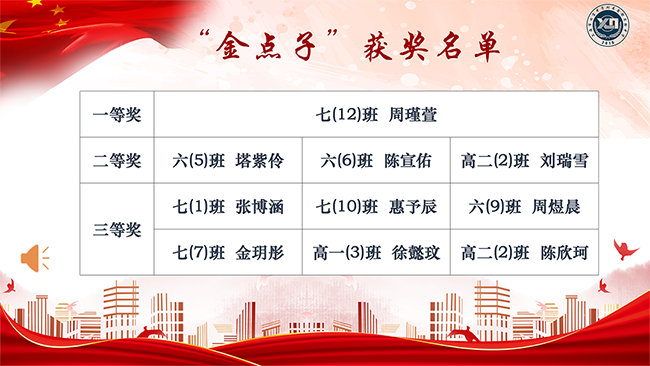 “金点子”获奖名单
一等奖 七(12)班 周瑾萱
二等奖 六(5)班 塔紫伶 六(6)班 陈宣佑 高二(2)班 刘瑞雪
三等奖
七(1)班 张博涵 七(10)班 惠予辰 六(9)班 周煜晨
七(7)班 金玥彤 高一(3)班 徐懿玟 高二(2)班 陈欣珂